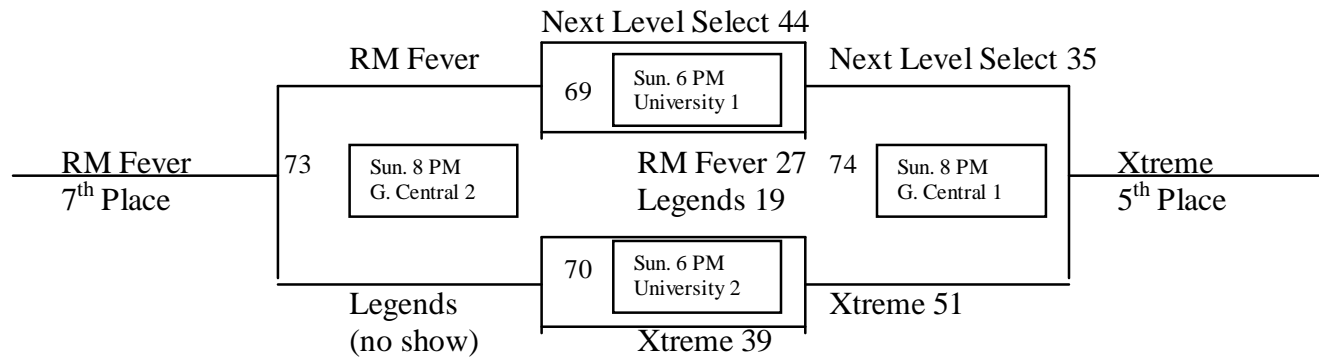 Next Level Select 44
RM Fever
Next Level Select 35
69
Sun. 6 PM
University 1
RM Fever
7th Place
73
Sun. 8 PM
G. Central 2
RM Fever 27
Legends 19
74
Sun. 8 PM
G. Central 1
Xtreme
5th Place
70
Sun. 6 PM
University 2
Legends
(no show)
Xtreme 39
Xtreme 51